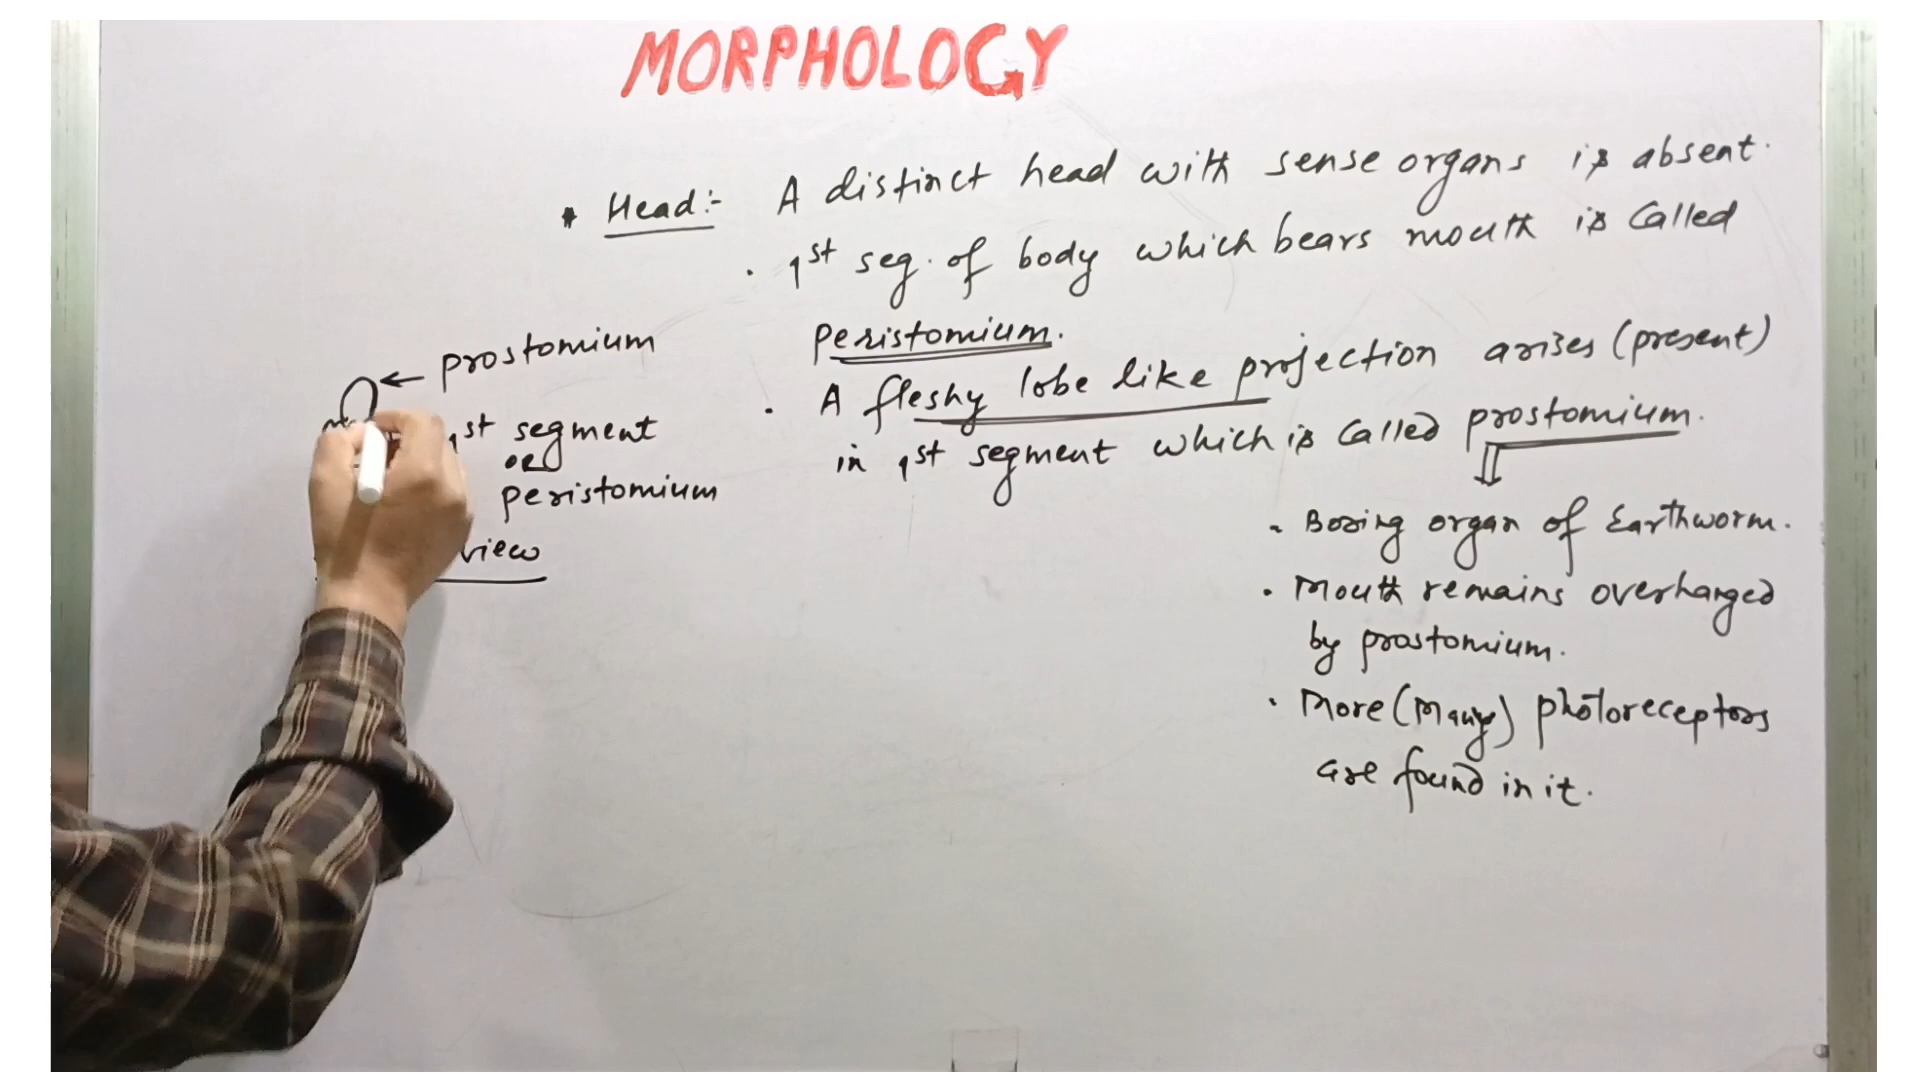 MORPHOLOGY
* Head:- A distinct head with sense organs is absent.
. 1st seg. of body which bears mouth is called
Peristomium.
. A fleshy lobe like projection arises (present)
in 1st segment which is called prostomium.
. Boring organ of Earthworm.
. Mouth remains overhanged
by prostomium.
. More (Many) photoreceptors
are found in it.
prostomium
1st segment
or
peristomium
view